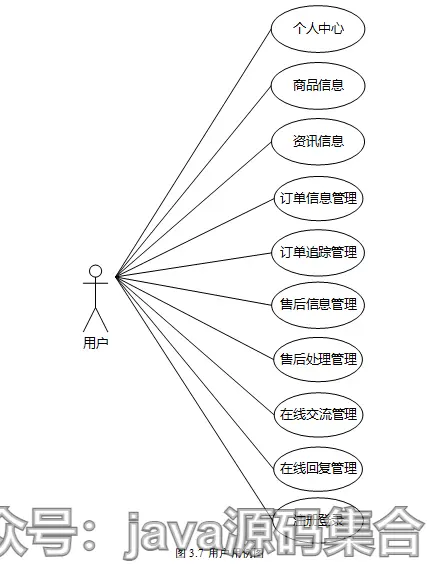 个人中心
商品信息
资讯信息
订单信息管理
订单追踪管理
售后信息管理
用户
售后处理管理
在线交流管理
在线回复管理
注册登录
众号：java源码集合
图 3.7 用户用例图